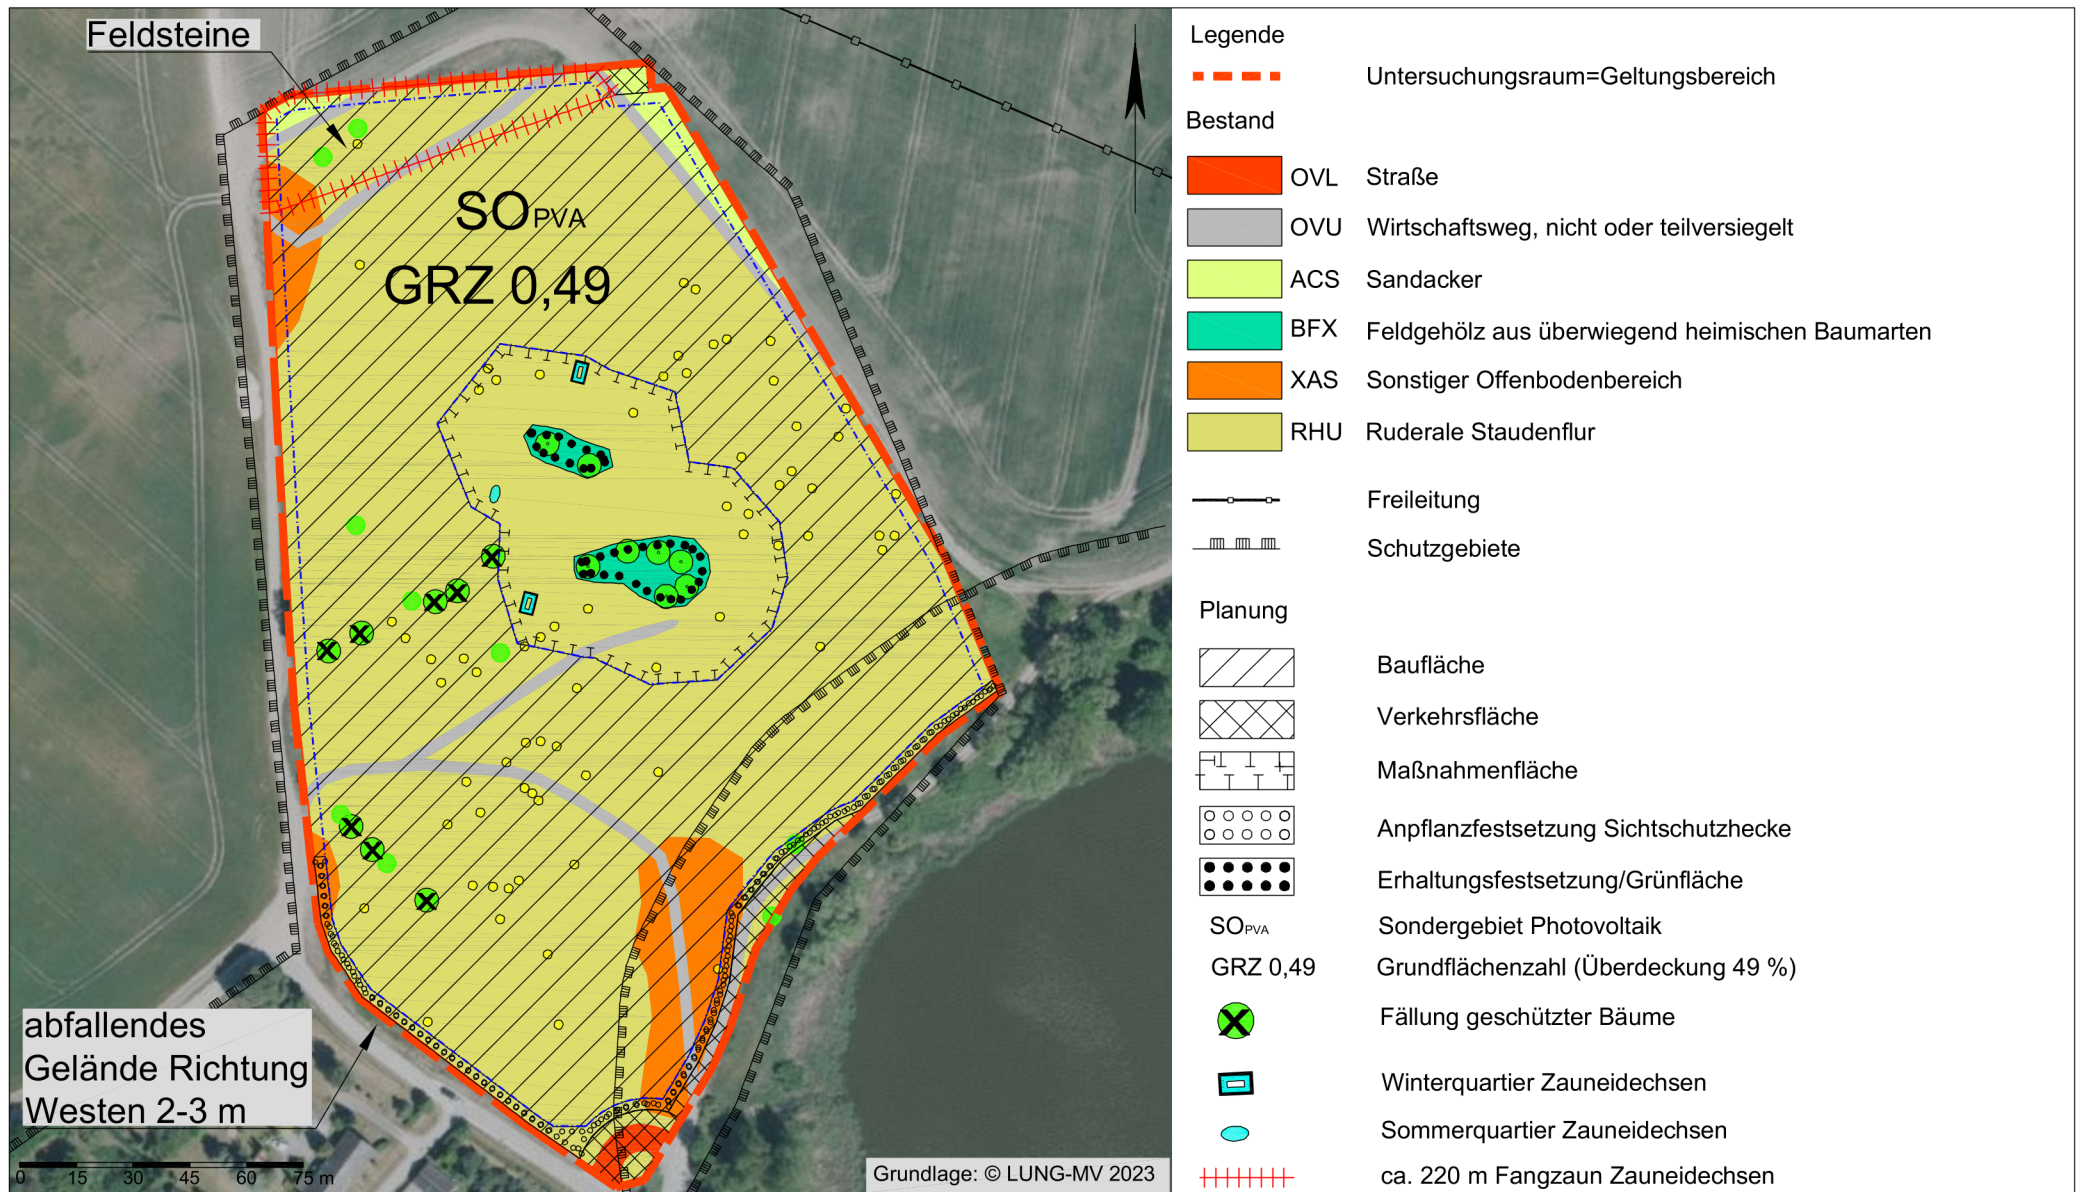 Feldsteine
SOPVA
GRZ 0,49
abfallendes
Gelände Richtung
Westen 2-3 m
0 15 30 45 60 75 m
Grundlage: © LUNG-MV 2023
Legende
Untersuchungsraum=Geltungsbereich
Bestand
OVL Straße
OVU Wirtschaftsweg, nicht oder teilversiegelt
ACS Sandacker
BFX Feldgehölz aus überwiegend heimischen Baumarten
XAS Sonstiger Offenbodenbereich
RHU Ruderale Staudenflur
Freileitung
Schutzgebiete
Planung
Baufläche
Verkehrsfläche
Maßnahmenfläche
Anpflanzfestsetzung Sichtschutzhecke
Erhaltungsfestsetzung/Grünfläche
SOPVA Sondergebiet Photovoltaik
GRZ 0,49 Grundflächenzahl (Überdeckung 49 %)
Fällung geschützter Bäume
Winterquartier Zauneidechsen
Sommerquartier Zauneidechsen
ca. 220 m Fangzaun Zauneidechsen